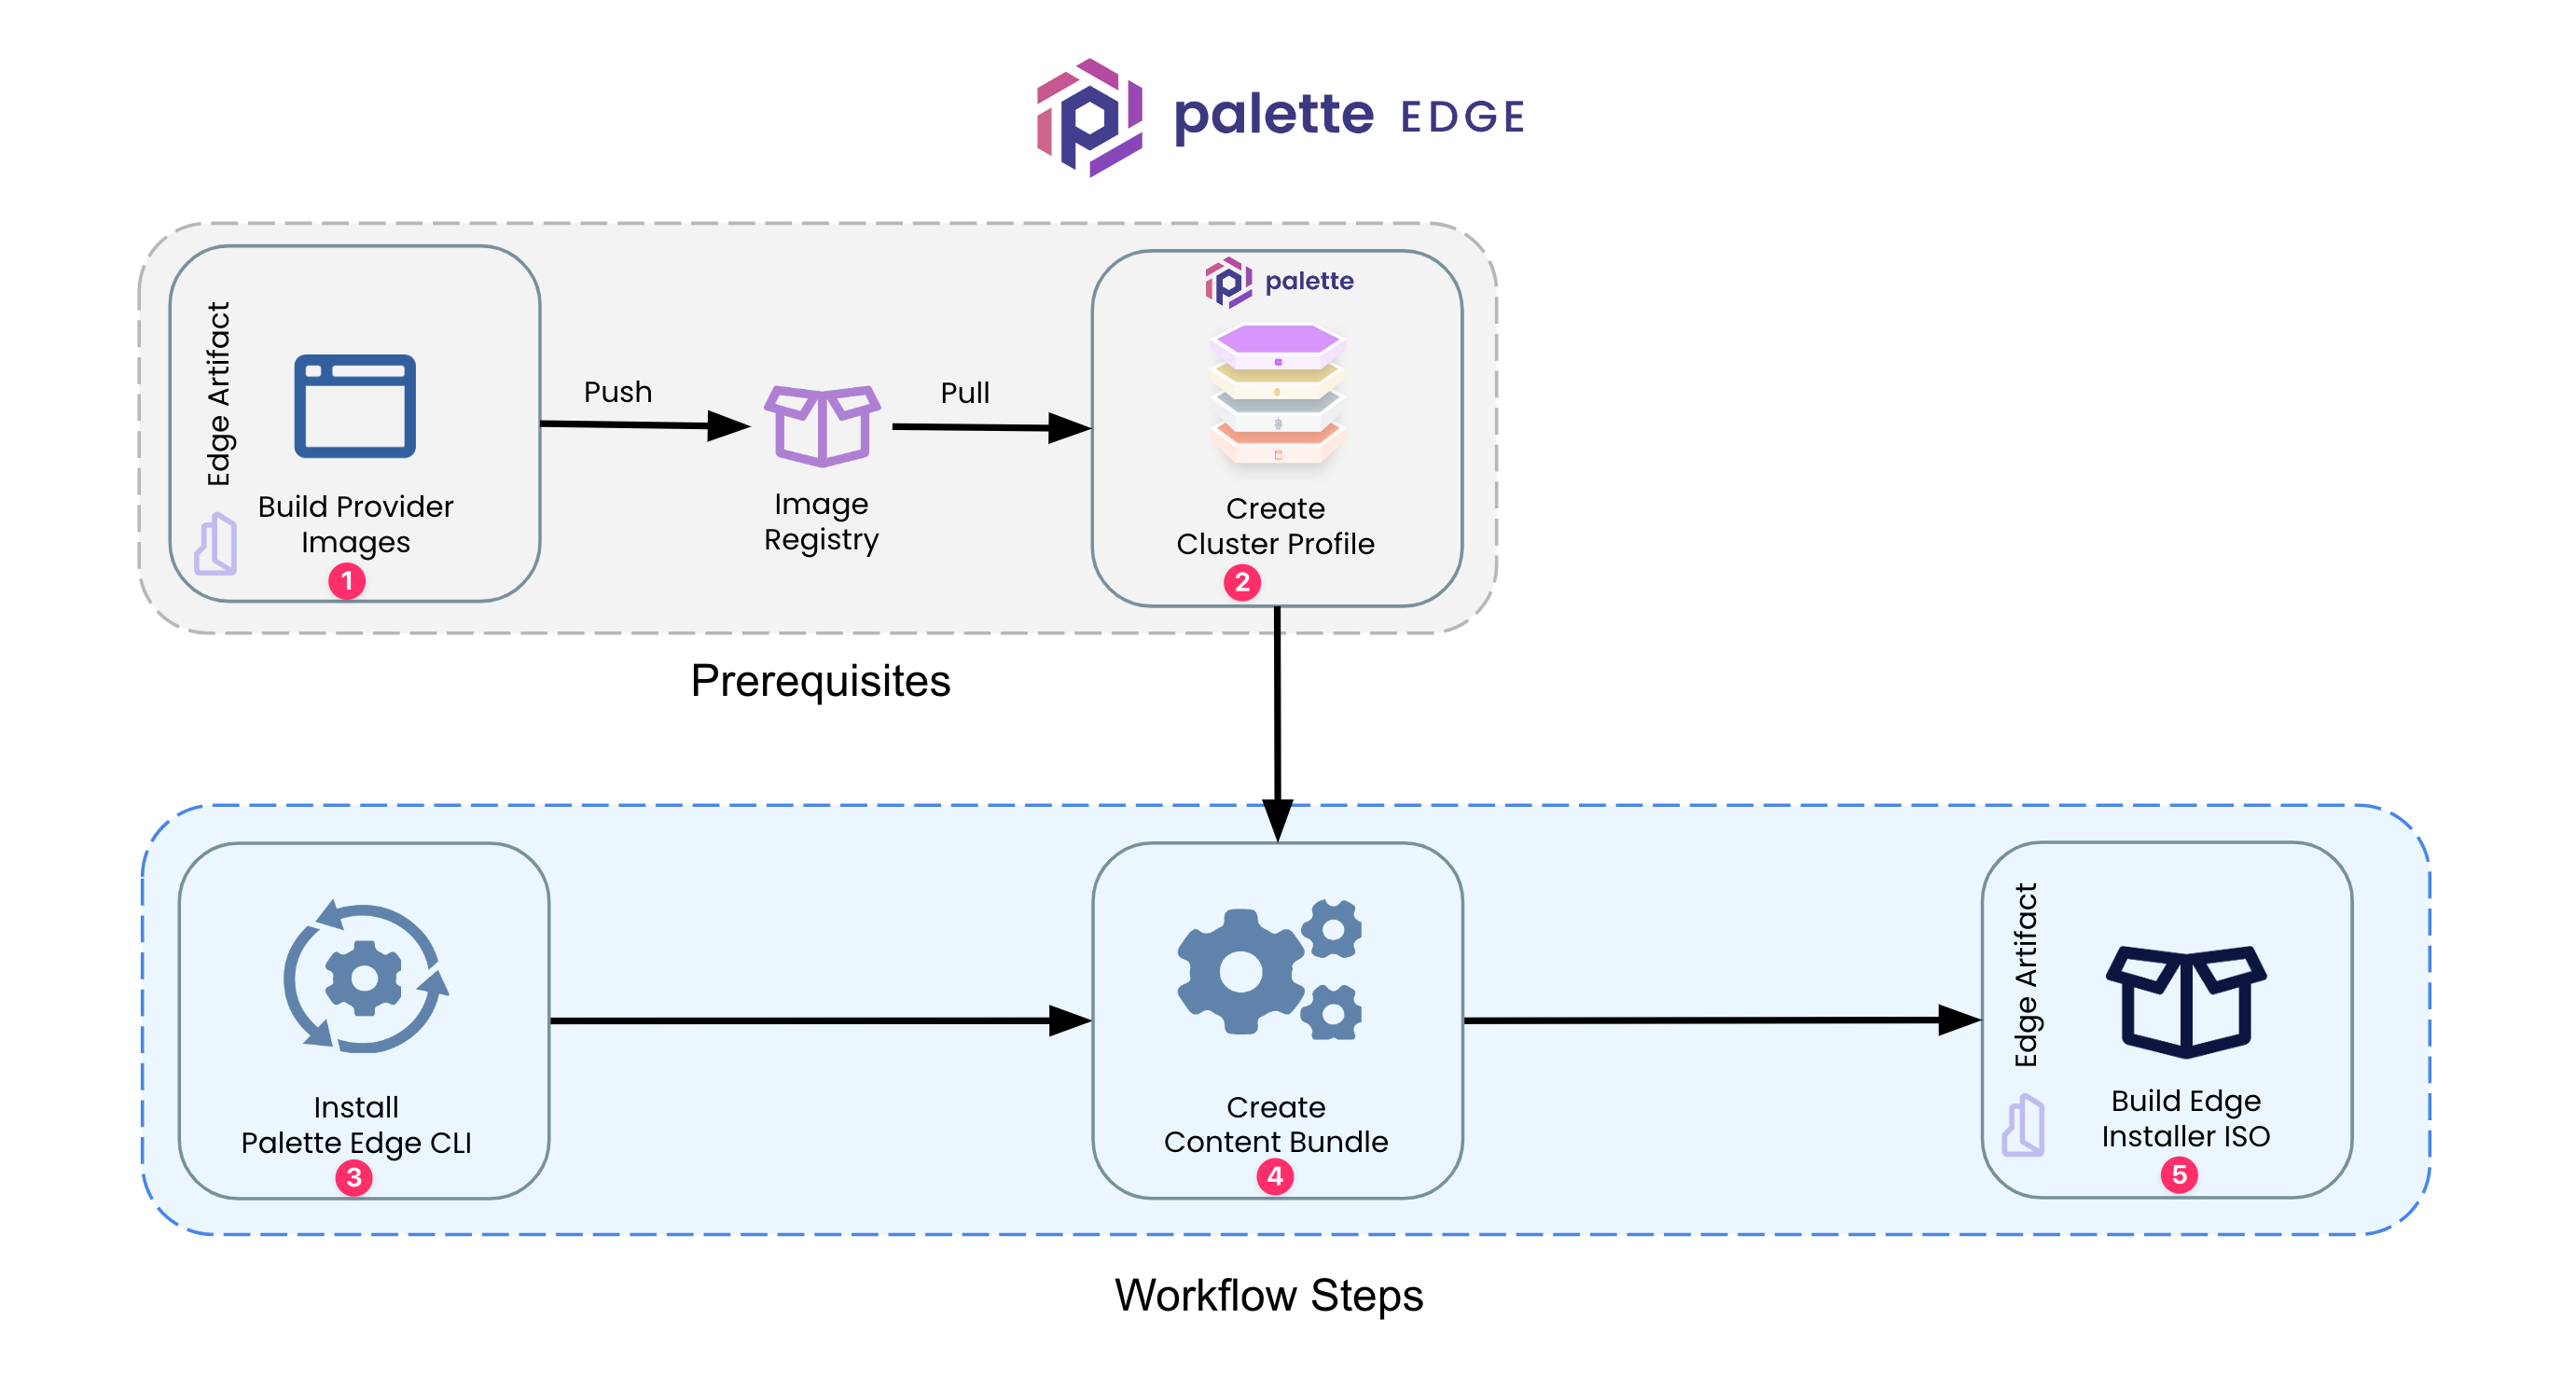 palette EDGE
Edge Artifact
Build Provider
Images
1
Push
Image
Registry
Pull
palette
Create
Cluster Profile
2
Prerequisites
Install
Palette Edge CLI
3
Create
Content Bundle
4
Edge Artifact
Build Edge
Installer ISO
5
Workflow Steps